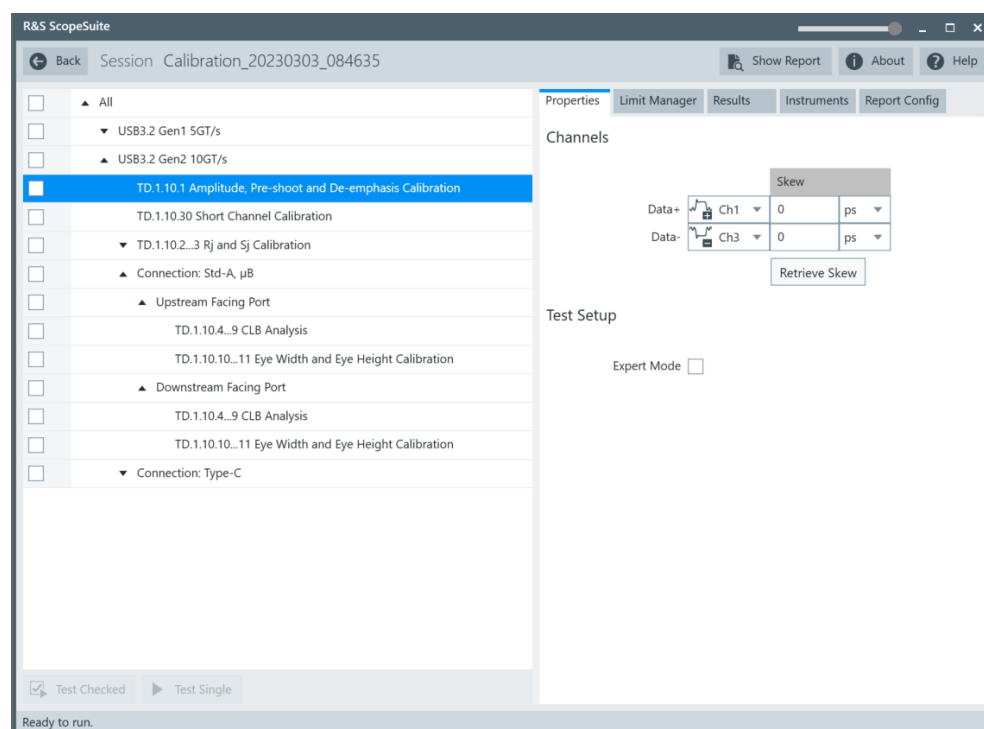 R&S ScopeSuite
Back Session Calibration_20230303_084635 Show Report About Help
All
USB3.2 Gen1 5GT/s
USB3.2 Gen2 10GT/s
TD.1.10.1 Amplitude, Pre-shoot and De-emphasis Calibration
TD.1.10.30 Short Channel Calibration
TD.1.10.2...3 Rj and Sj Calibration
Connection: Std-A, µB
Upstream Facing Port
TD.1.10.4...9 CLB Analysis
TD.1.10.10...11 Eye Width and Eye Height Calibration
Downstream Facing Port
TD.1.10.4...9 CLB Analysis
TD.1.10.10...11 Eye Width and Eye Height Calibration
Connection: Type-C
Test Checked Test Single
Properties Limit Manager Results Instruments Report Config
Channels
Skew
Data+ Ch1 0 ps
Data- Ch3 0 ps
Retrieve Skew
Test Setup
Expert Mode
Ready to run.